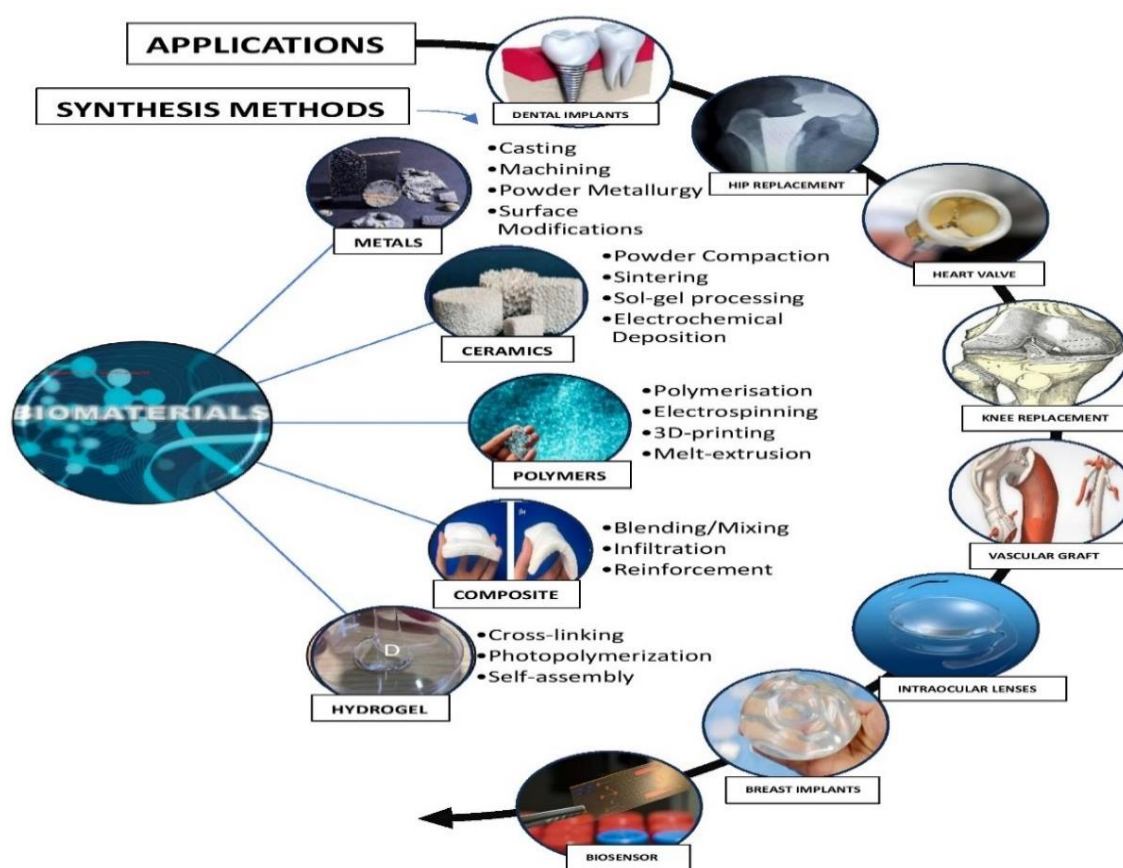 APPLICATIONS
DENTAL IMPLANTS
SYNTHESIS METHODS
HIP REPLACEMENT
•Casting
•Machining
•Powder Metallurgy
•Surface
Modifications
METALS
HEART VALVE
•Powder Compaction
•Sintering
•Sol-gel processing
•Electrochemical
Deposition
CERAMICS
BIOMATERIALS
•Polymerisation
•Electrospinning
•3D-printing
•Melt-extrusion
POLYMERS
KNEE REPLACEMENT
•Blending/Mixing
•Infiltration
•Reinforcement
COMPOSITE
VASCULAR GRAFT
•Cross-linking
•Photopolymerization
•Self-assembly
D
HYDROGEL
INTRAOCULAR LENSES
BREAST IMPLANTS
BIOSENSOR